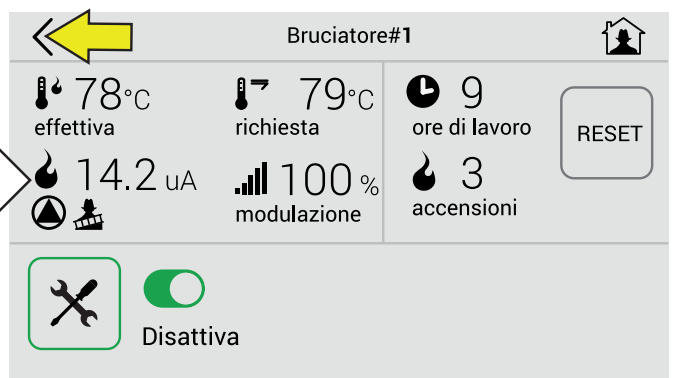 Bruciatore#1
78°C
effettiva
79°C
richiesta
9
ore di lavoro
RESET
14.2 uA
100 %
modulazione
3
accensioni
Disattiva